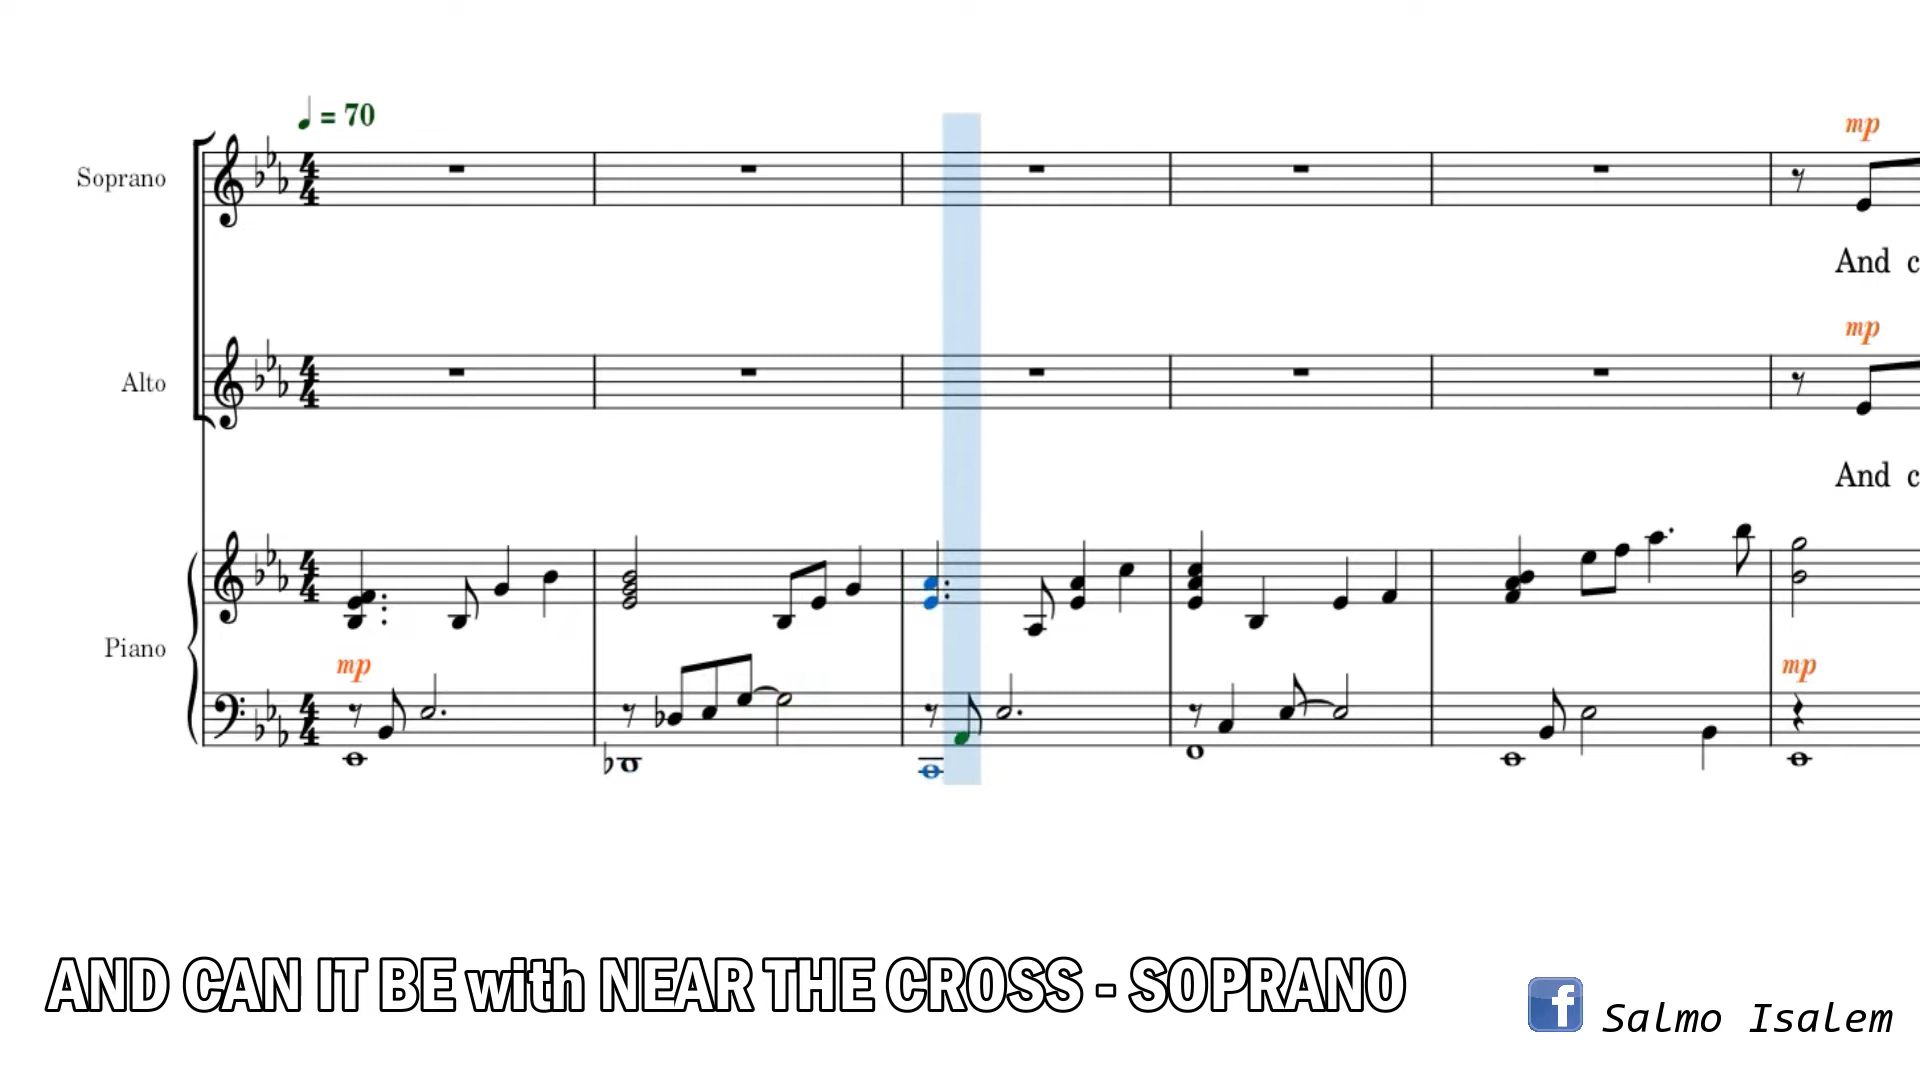 = 70
Soprano
mp
And c
Alto
mp
And c
Piano
mp
mp
AND CAN IT BE with NEAR THE CROSS - SOPRANO
f Salmo Isalem